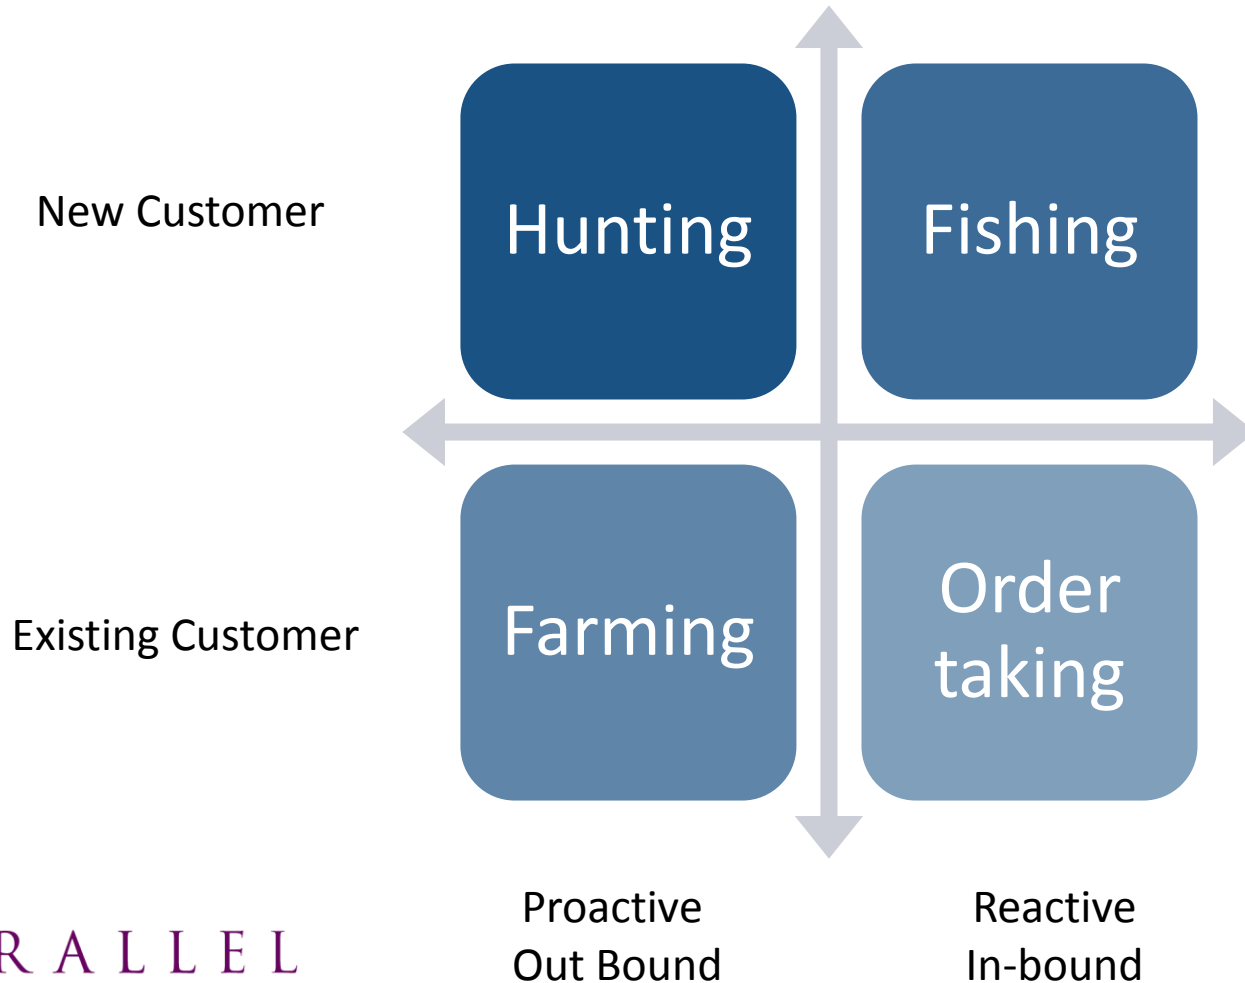 New Customer
Hunting
Fishing
Existing Customer
Farming
Order
taking
Proactive
Out Bound
Reactive
In-bound
RALLEL